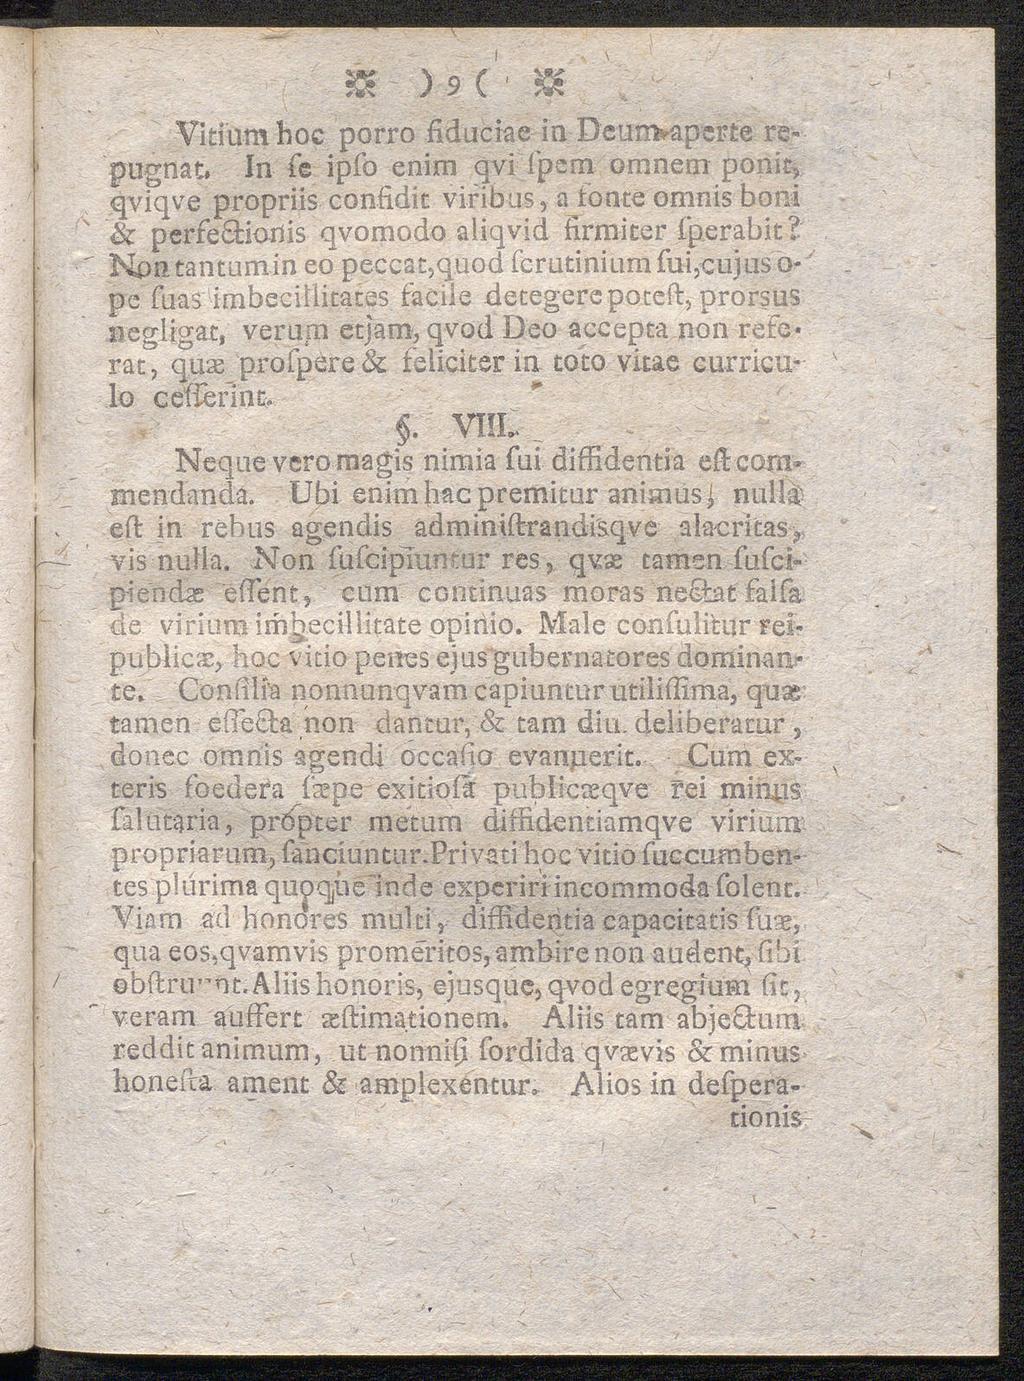 ※ )9( ※
Vitium hoc porro fiduciae in Deum aperte re-
pugnat. In ſe ipſo enim qvi ſpem omnem ponit,
qviqve propriis confidit viribus, a fonte omnis boni
& perfectionis qvomodo aliqvid firmiter ſperabit?
Non tantum in eo peccat, quod ſcrutinium ſui, cujus o-
pe ſuas imbecillitates facile detegere poteſt, prorsus
negligat, verum etjam, qvod Deo accepta non refe-
rat, quæ proſpere & feliciter in toto vitae curricu-
lo ceſſerint.
§. VIII.
Neque vero magis nimia ſui diffidentia eſt com-
mendanda. Ubi enim hac premitur animus, nulla
eſt in rebus agendis adminiſtrandisqve alacritas,
vis nulla. Non ſuſcipiuntur res, qvæ tamen ſuſci-
piendæ eſſent, cum continuas moras nectat falſa
de virium imbecillitate opinio. Male conſulitur rei-
publicæ, hoc vitio penes ejus gubernatores dominan-
te. Conſilia nonnunqvam capiuntur utiliſſima, quæ
tamen effecta non dantur, & tam diu deliberatur,
donec omnis agendi occaſio evanuerit. Cum ex-
teris foedera ſæpe exitioſa publicæqve rei minus
ſalutaria, propter metum diffidentiamqve virium
propriarum, ſanciuntur. Privati hoc vitio ſuccumben-
tes plurima quoque inde experiri incommoda ſolent.
Viam ad honores multi, diffidentia capacitatis ſuæ,
qua eos, qvamvis promeritos, ambire non audent, ſibi
obſtruunt. Aliis honoris, ejusque, qvod egregium ſit,
veram auffert æſtimationem. Aliis tam abjectum
reddit animum, ut nonniſi ſordida qvævis & minus
honeſta ament & amplexentur. Alios in deſpera-
tionis